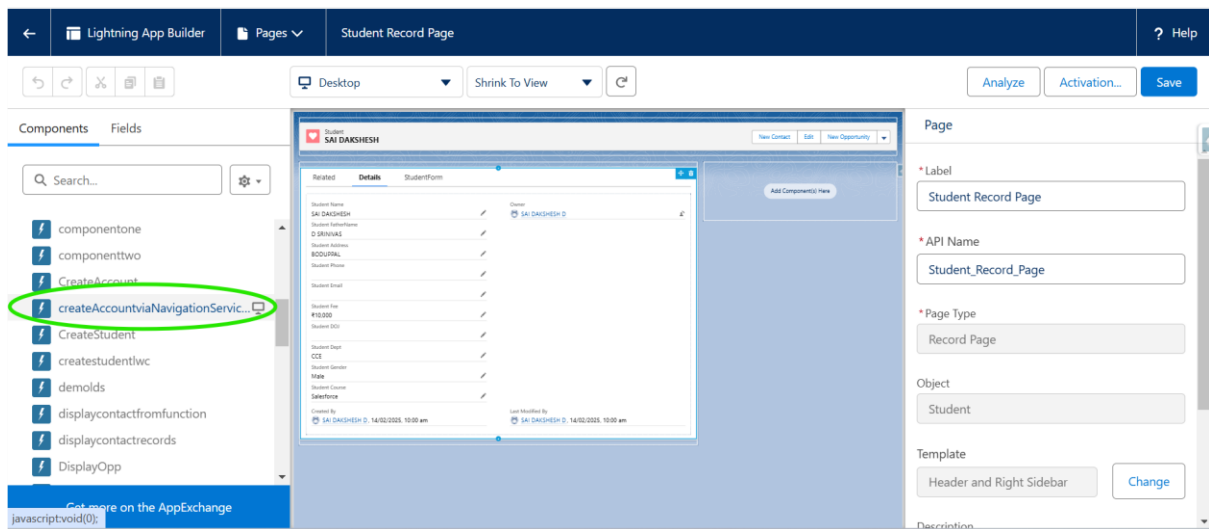 Lightning App Builder
Pages
Student Record Page
? Help
Desktop
Shrink To View
Analyze
Activation...
Save
Components
Fields
Search...
componentone
componenttwo
CreateAccount
createAccountviaNavigationServic...
CreateStudent
createstudentlwc
demolds
displaycontactfromfunction
displaycontactrecords
DisplayOpp
Get more on the AppExchange
javascript:void(0);
Student
SAI DAKSHESH
New Contact
Edit
New Opportunity
Related
Details
StudentForm
Student Name
SAI DAKSHESH
Owner
SAI DAKSHESH D
Student FatherName
D SRINIVAS
Student Address
BODUPPAL
Student Phone
Student Email
Student Fee
₹10,000
Student DOJ
Student Dept
CCE
Student Gender
Male
Student Course
Salesforce
Created By
SAI DAKSHESH D, 14/02/2025, 10:00 am
Last Modified By
SAI DAKSHESH D, 14/02/2025, 10:00 am
Add Component(s) Here
Page
*Label
Student Record Page
*API Name
Student_Record_Page
*Page Type
Record Page
Object
Student
Template
Header and Right Sidebar
Change
Description